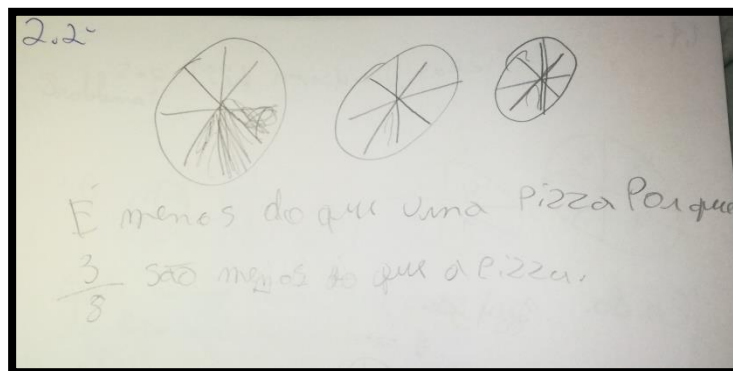 2.2-
É menos do que uma Pizza Porque
3/8 são menos do que a Pizza.